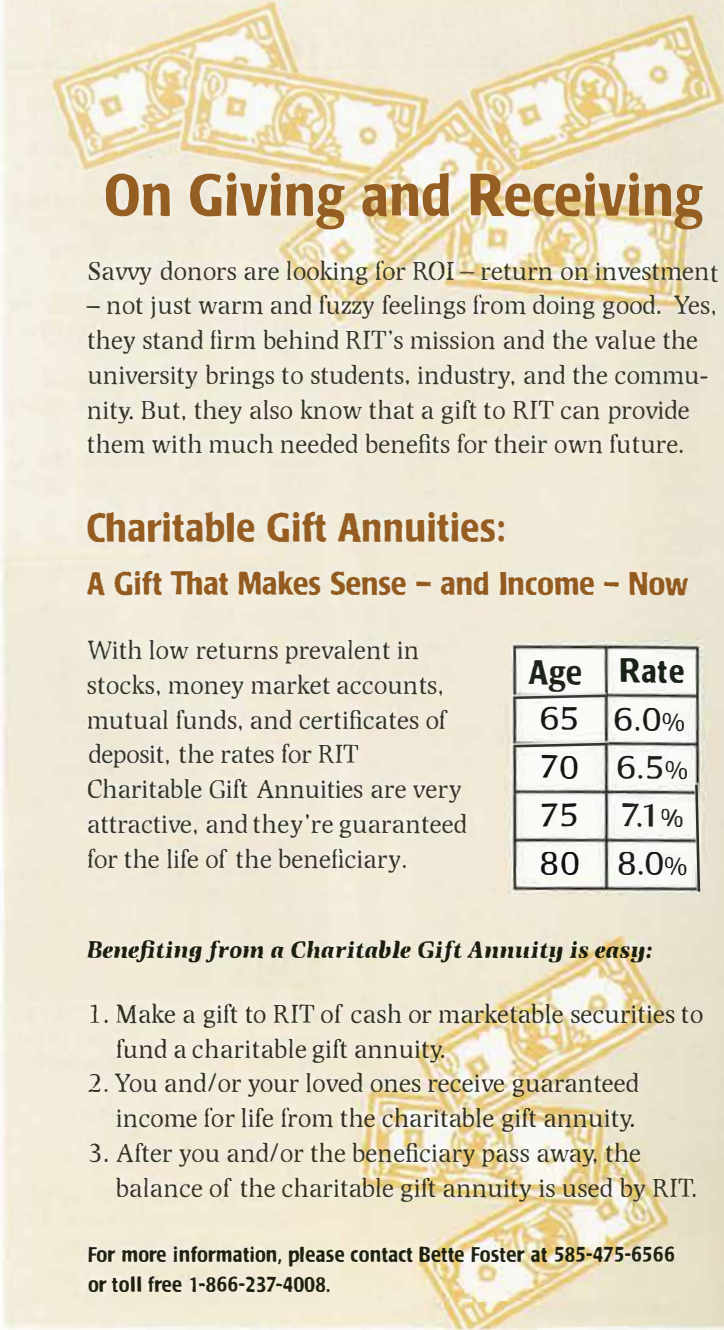 On Giving and Receiving
Savvy donors are looking for ROI – return on investment
– not just warm and fuzzy feelings from doing good. Yes,
they stand firm behind RIT's mission and the value the
university brings to students, industry, and the commu-
nity. But, they also know that a gift to RIT can provide
them with much needed benefits for their own future.
Charitable Gift Annuities:
A Gift That Makes Sense – and Income – Now
With low returns prevalent in
stocks, money market accounts,
mutual funds, and certificates of
deposit, the rates for RIT
Charitable Gift Annuities are very
attractive, and they're guaranteed
for the life of the beneficiary.
Age Rate
65 6.0%
70 6.5%
75 7.1%
80 8.0%
Benefiting from a Charitable Gift Annuity is easy:
1. Make a gift to RIT of cash or marketable securities to
fund a charitable gift annuity.
2. You and/or your loved ones receive guaranteed
income for life from the charitable gift annuity.
3. After you and/or the beneficiary pass away, the
balance of the charitable gift annuity is used by RIT.
For more information, please contact Bette Foster at 585-475-6566
or toll free 1-866-237-4008.